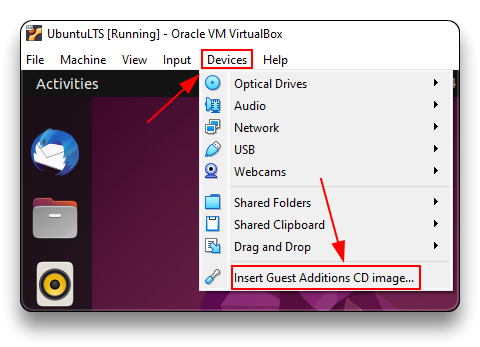 UbuntuLTS [Running] - Oracle VM VirtualBox
File Machine View Input Devices Help
Activities
Optical Drives
Audio
Network
USB
Webcams
Shared Folders
Shared Clipboard
Drag and Drop
Insert Guest Additions CD image...